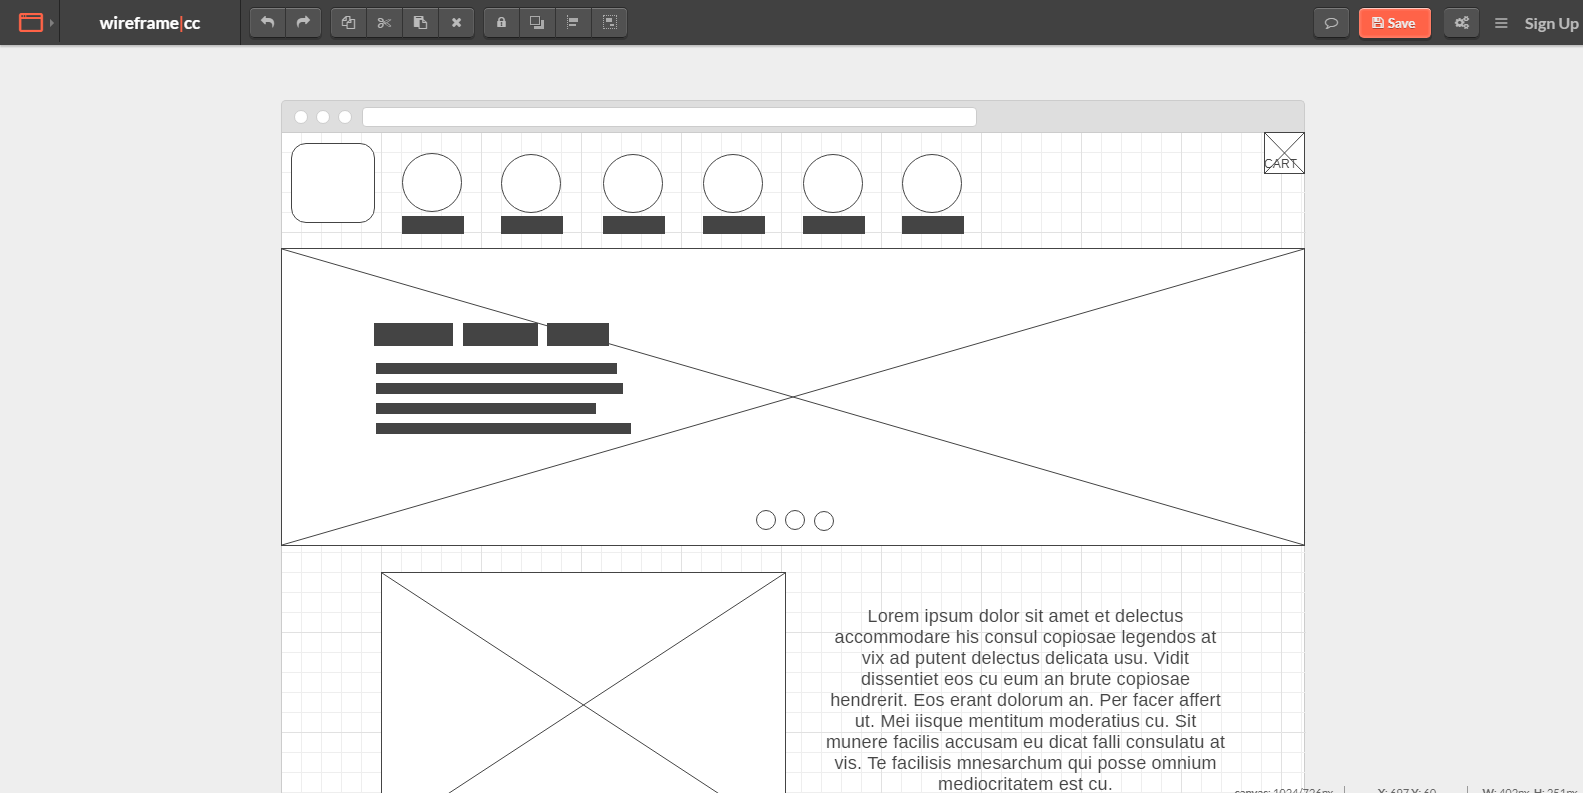 wireframe|cc
Save
Sign Up
CART
Lorem ipsum dolor sit amet et delectus
accommodare his consul copiosae legendos at
vix ad putent delectus delicata usu. Vidit
dissentiet eos cu eum an brute copiosae
hendrerit. Eos erant dolorum an. Per facer affert
ut. Mei iisque mentitum moderatius cu. Sit
munere facilis accusam eu dicat falli consulatu at
vis. Te facilisis mnesarchum qui posse omnium
mediocritatem est cu.